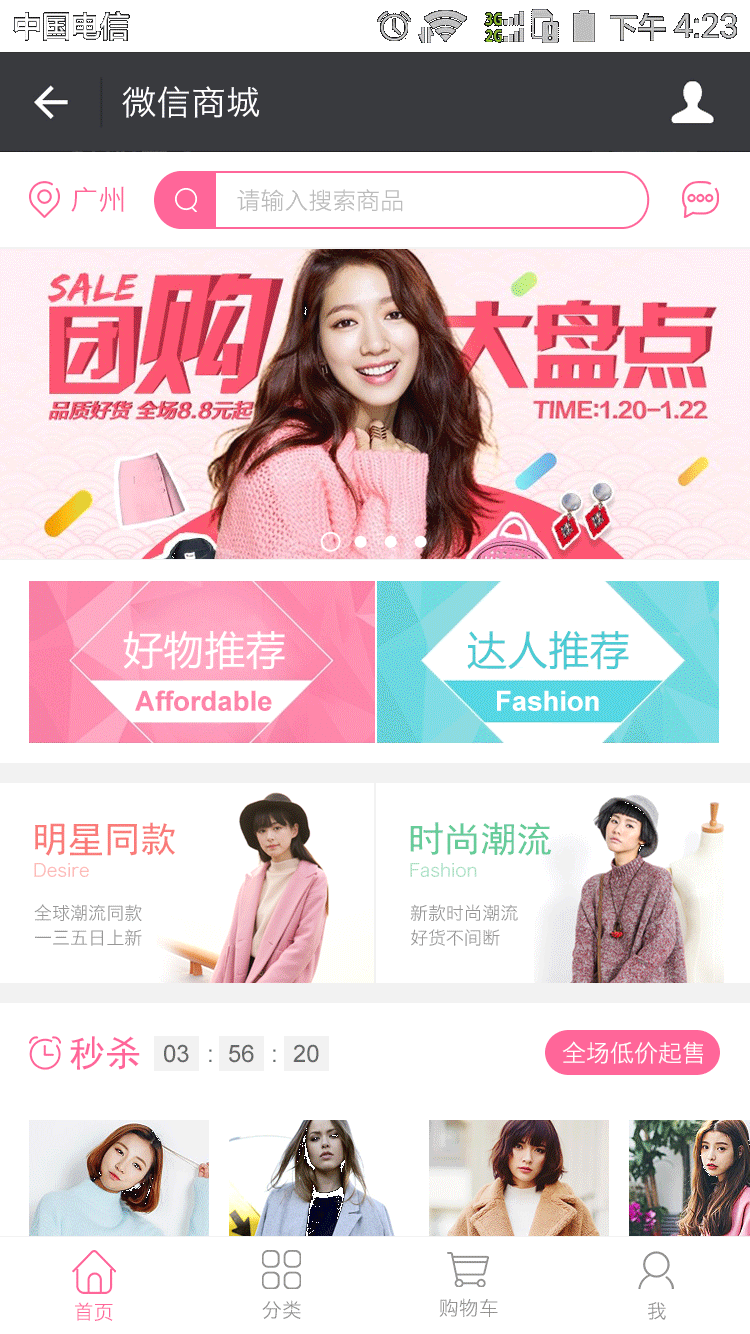 中国电信
3G
2G
下午 4:23
微信商城
广州
请输入搜索商品
SALE
团购大盘点
品质好货 全场8.8元起
TIME:1.20-1.22
好物推荐
Affordable
达人推荐
Fashion
明星同款
Desire
全球潮流同款
一三五日上新
时尚潮流
Fashion
新款时尚潮流
好货不间断
秒杀 03 : 56 : 20
全场低价起售
首页
分类
购物车
我